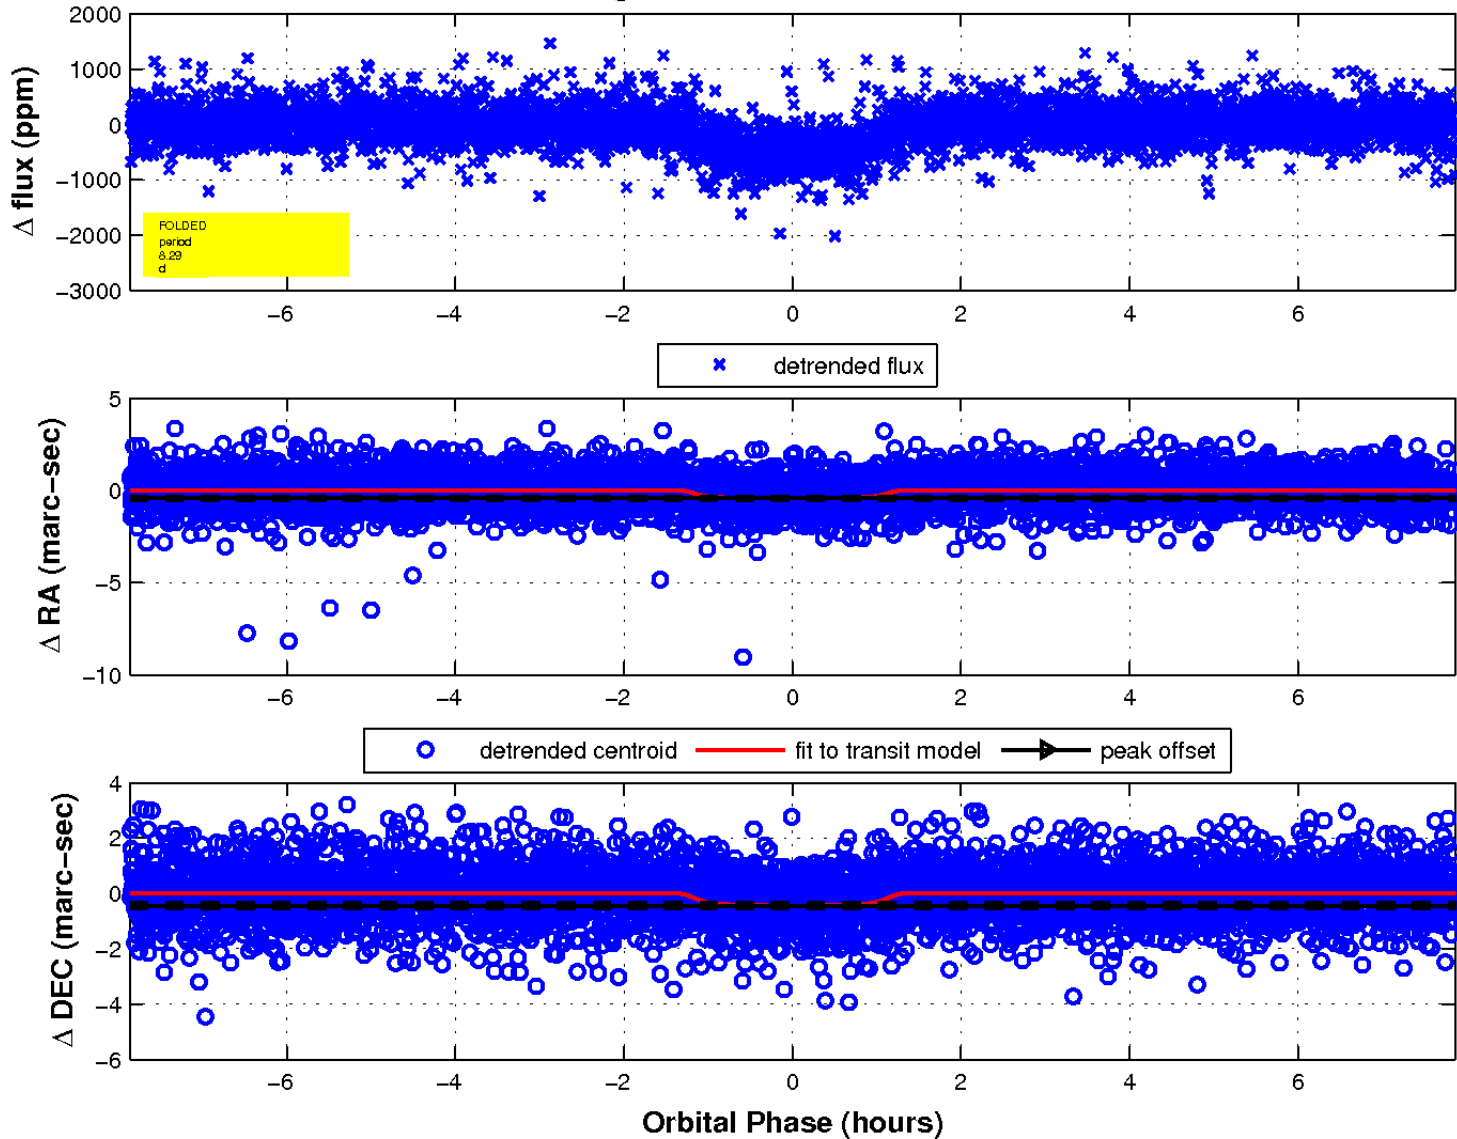 2000
1000
0
−1000
−2000
−3000
Δ flux (ppm)
FOLDED
period
8.29
d
−6 −4 −2 0 2 4 6
detrended flux
5
0
−5
−10
Δ RA (marc−sec)
−6 −4 −2 0 2 4 6
detrended centroid fit to transit model peak offset
4
2
0
−2
−4
−6
Δ DEC (marc−sec)
−6 −4 −2 0 2 4 6
Orbital Phase (hours)